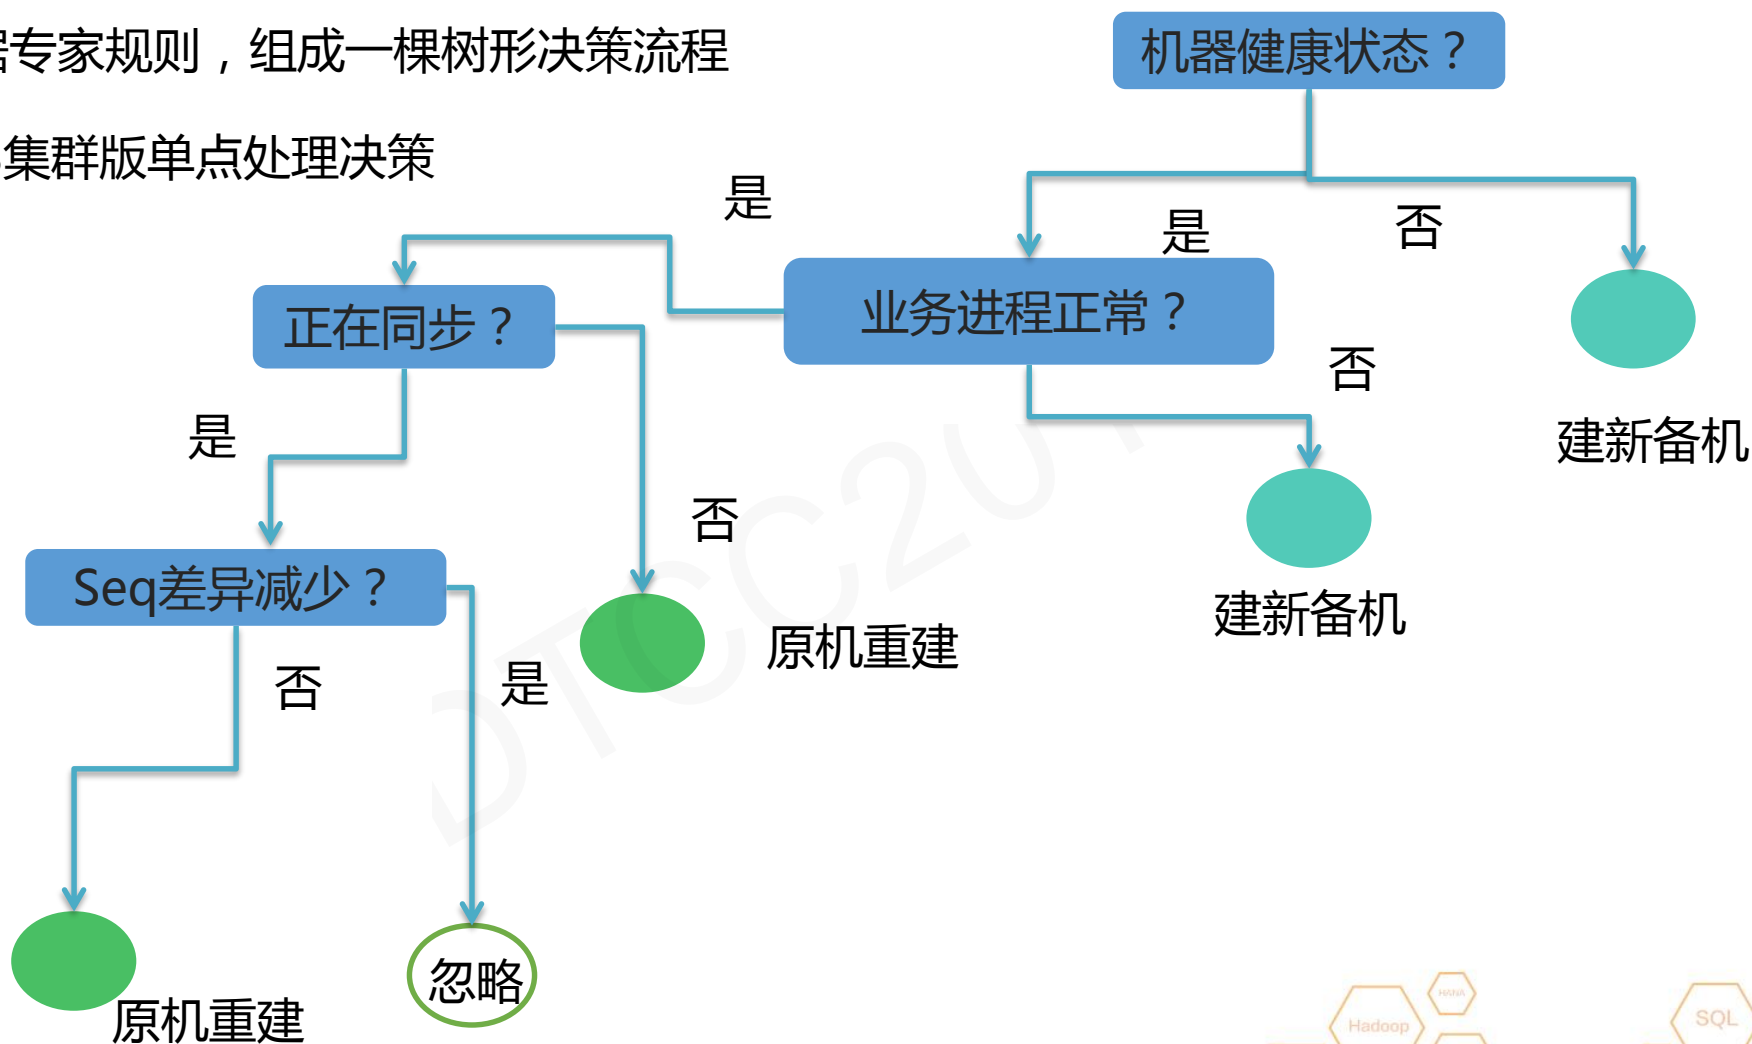 专家规则，组成一棵树形决策流程
机器健康状态？
集群版单点处理决策
是
是
否
正在同步？
业务进程正常？
否
是
建新备机
否
Seq差异减少？
建新备机
原机重建
否
是
忽略
原机重建
HANA
Hadoop
SQL